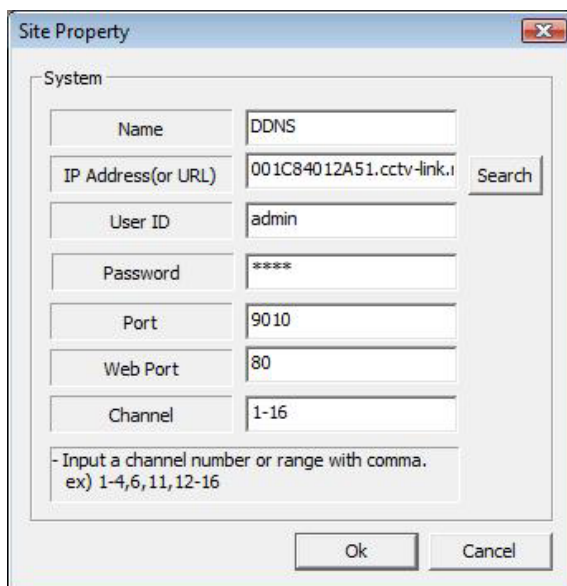 Site Property
System
Name
DDNS
IP Address(or URL)
001C84012A51.cctv-link.
Search
User ID
admin
Password
****
Port
9010
Web Port
80
Channel
1-16
- Input a channel number or range with comma.
ex) 1-4,6,11,12-16
Ok
Cancel